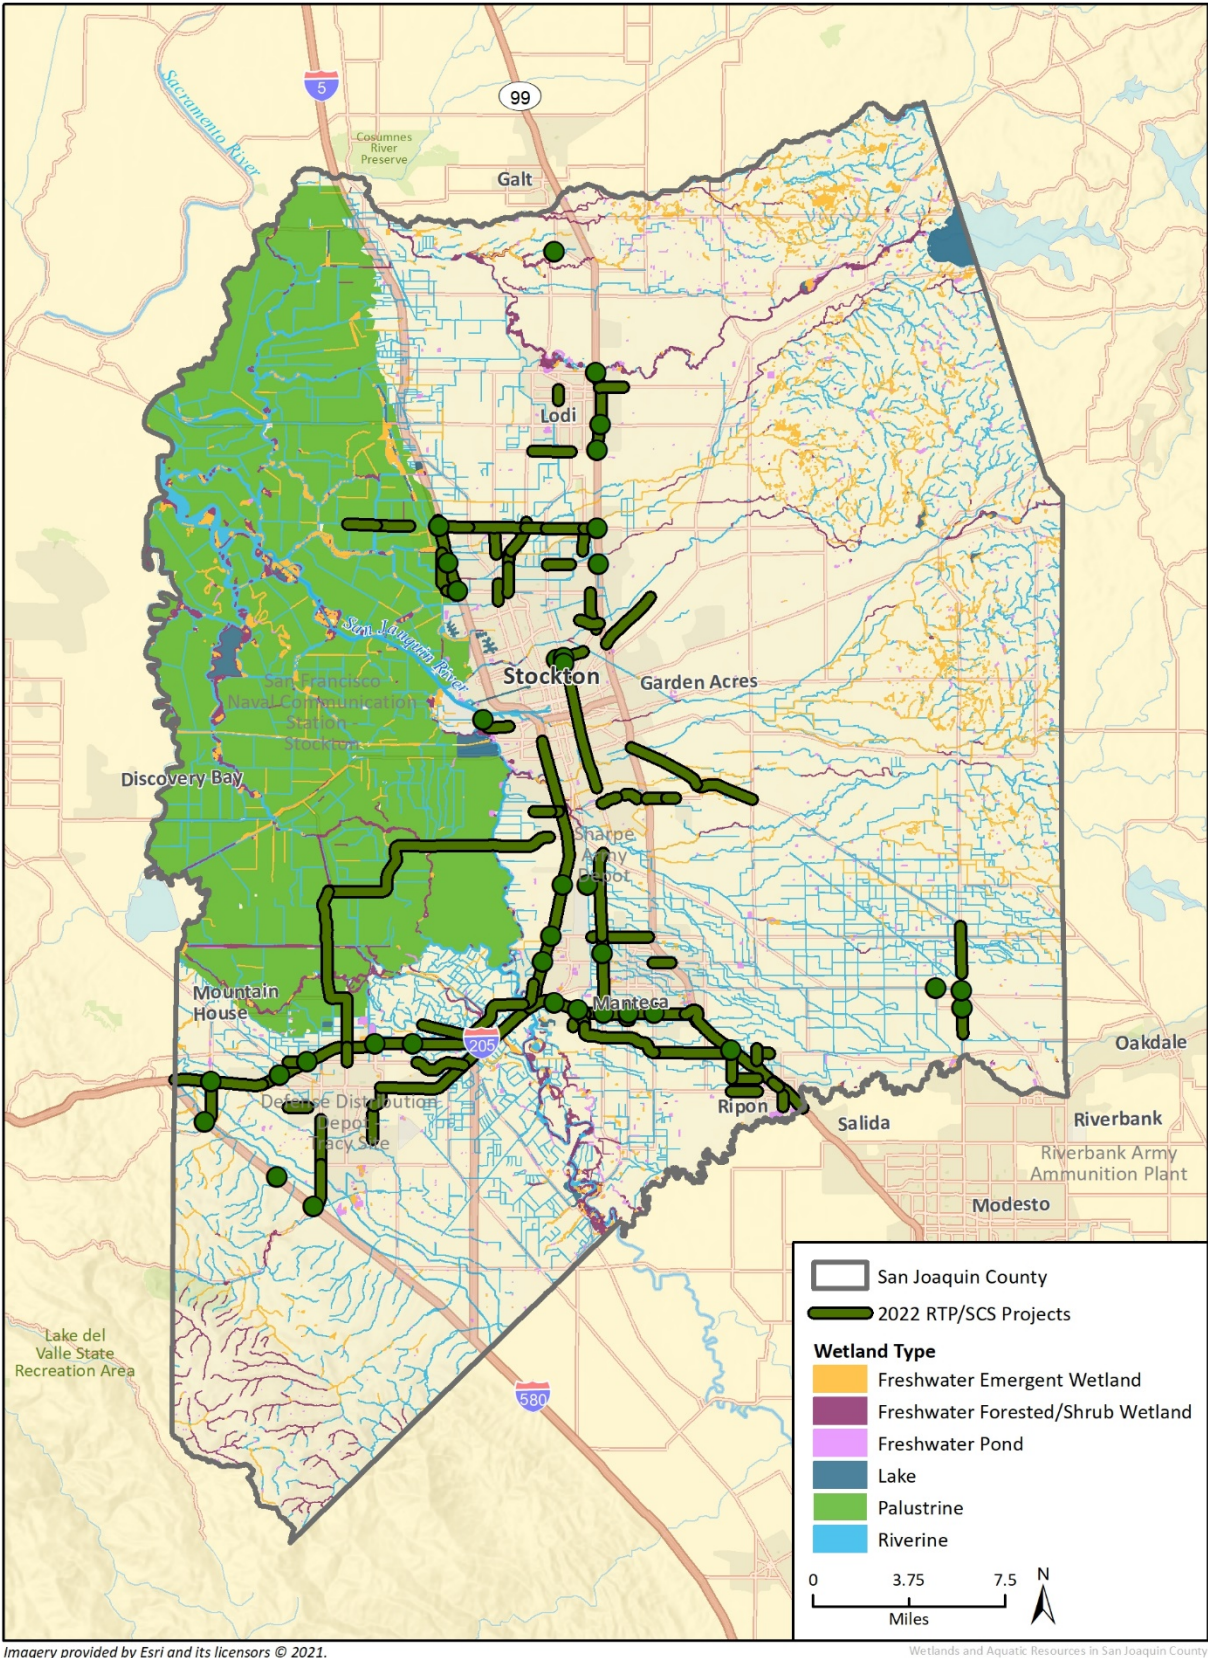 5
99
Sacramento River
Cosumnes
River
Preserve
Galt
Lodi
San Joaquin River
Stockton
Garden Acres
San Francisco
Naval Communication
Station -
Stockton
Discovery Bay
Sharpe
Army
Depot
Mountain
House
Manteca
205
Oakdale
Defense Distribution
Depot
Tracy Site
Ripon
Salida
Riverbank
Riverbank Army
Ammunition Plant
Modesto
Lake del
Valle State
Recreation Area
580
San Joaquin County
2022 RTP/SCS Projects
Wetland Type
Freshwater Emergent Wetland
Freshwater Forested/Shrub Wetland
Freshwater Pond
Lake
Palustrine
Riverine
0 3.75 7.5
Miles
N
Imagery provided by Esri and its licensors © 2021.
Wetlands and Aquatic Resources in San Joaquin County